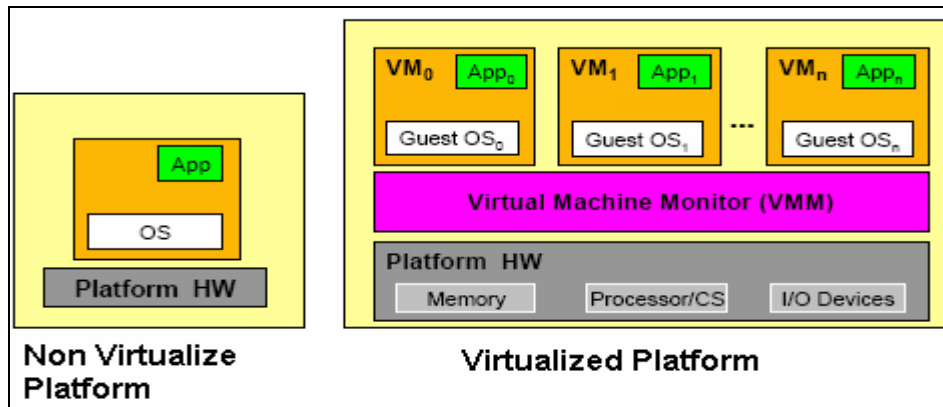 App
OS
Platform HW
Non Virtualize
Platform
VM0 App0
Guest OS0
VM1 App1
Guest OS1
...
VMn Appn
Guest OSn
Virtual Machine Monitor (VMM)
Platform HW
Memory
Processor/CS
I/O Devices
Virtualized Platform